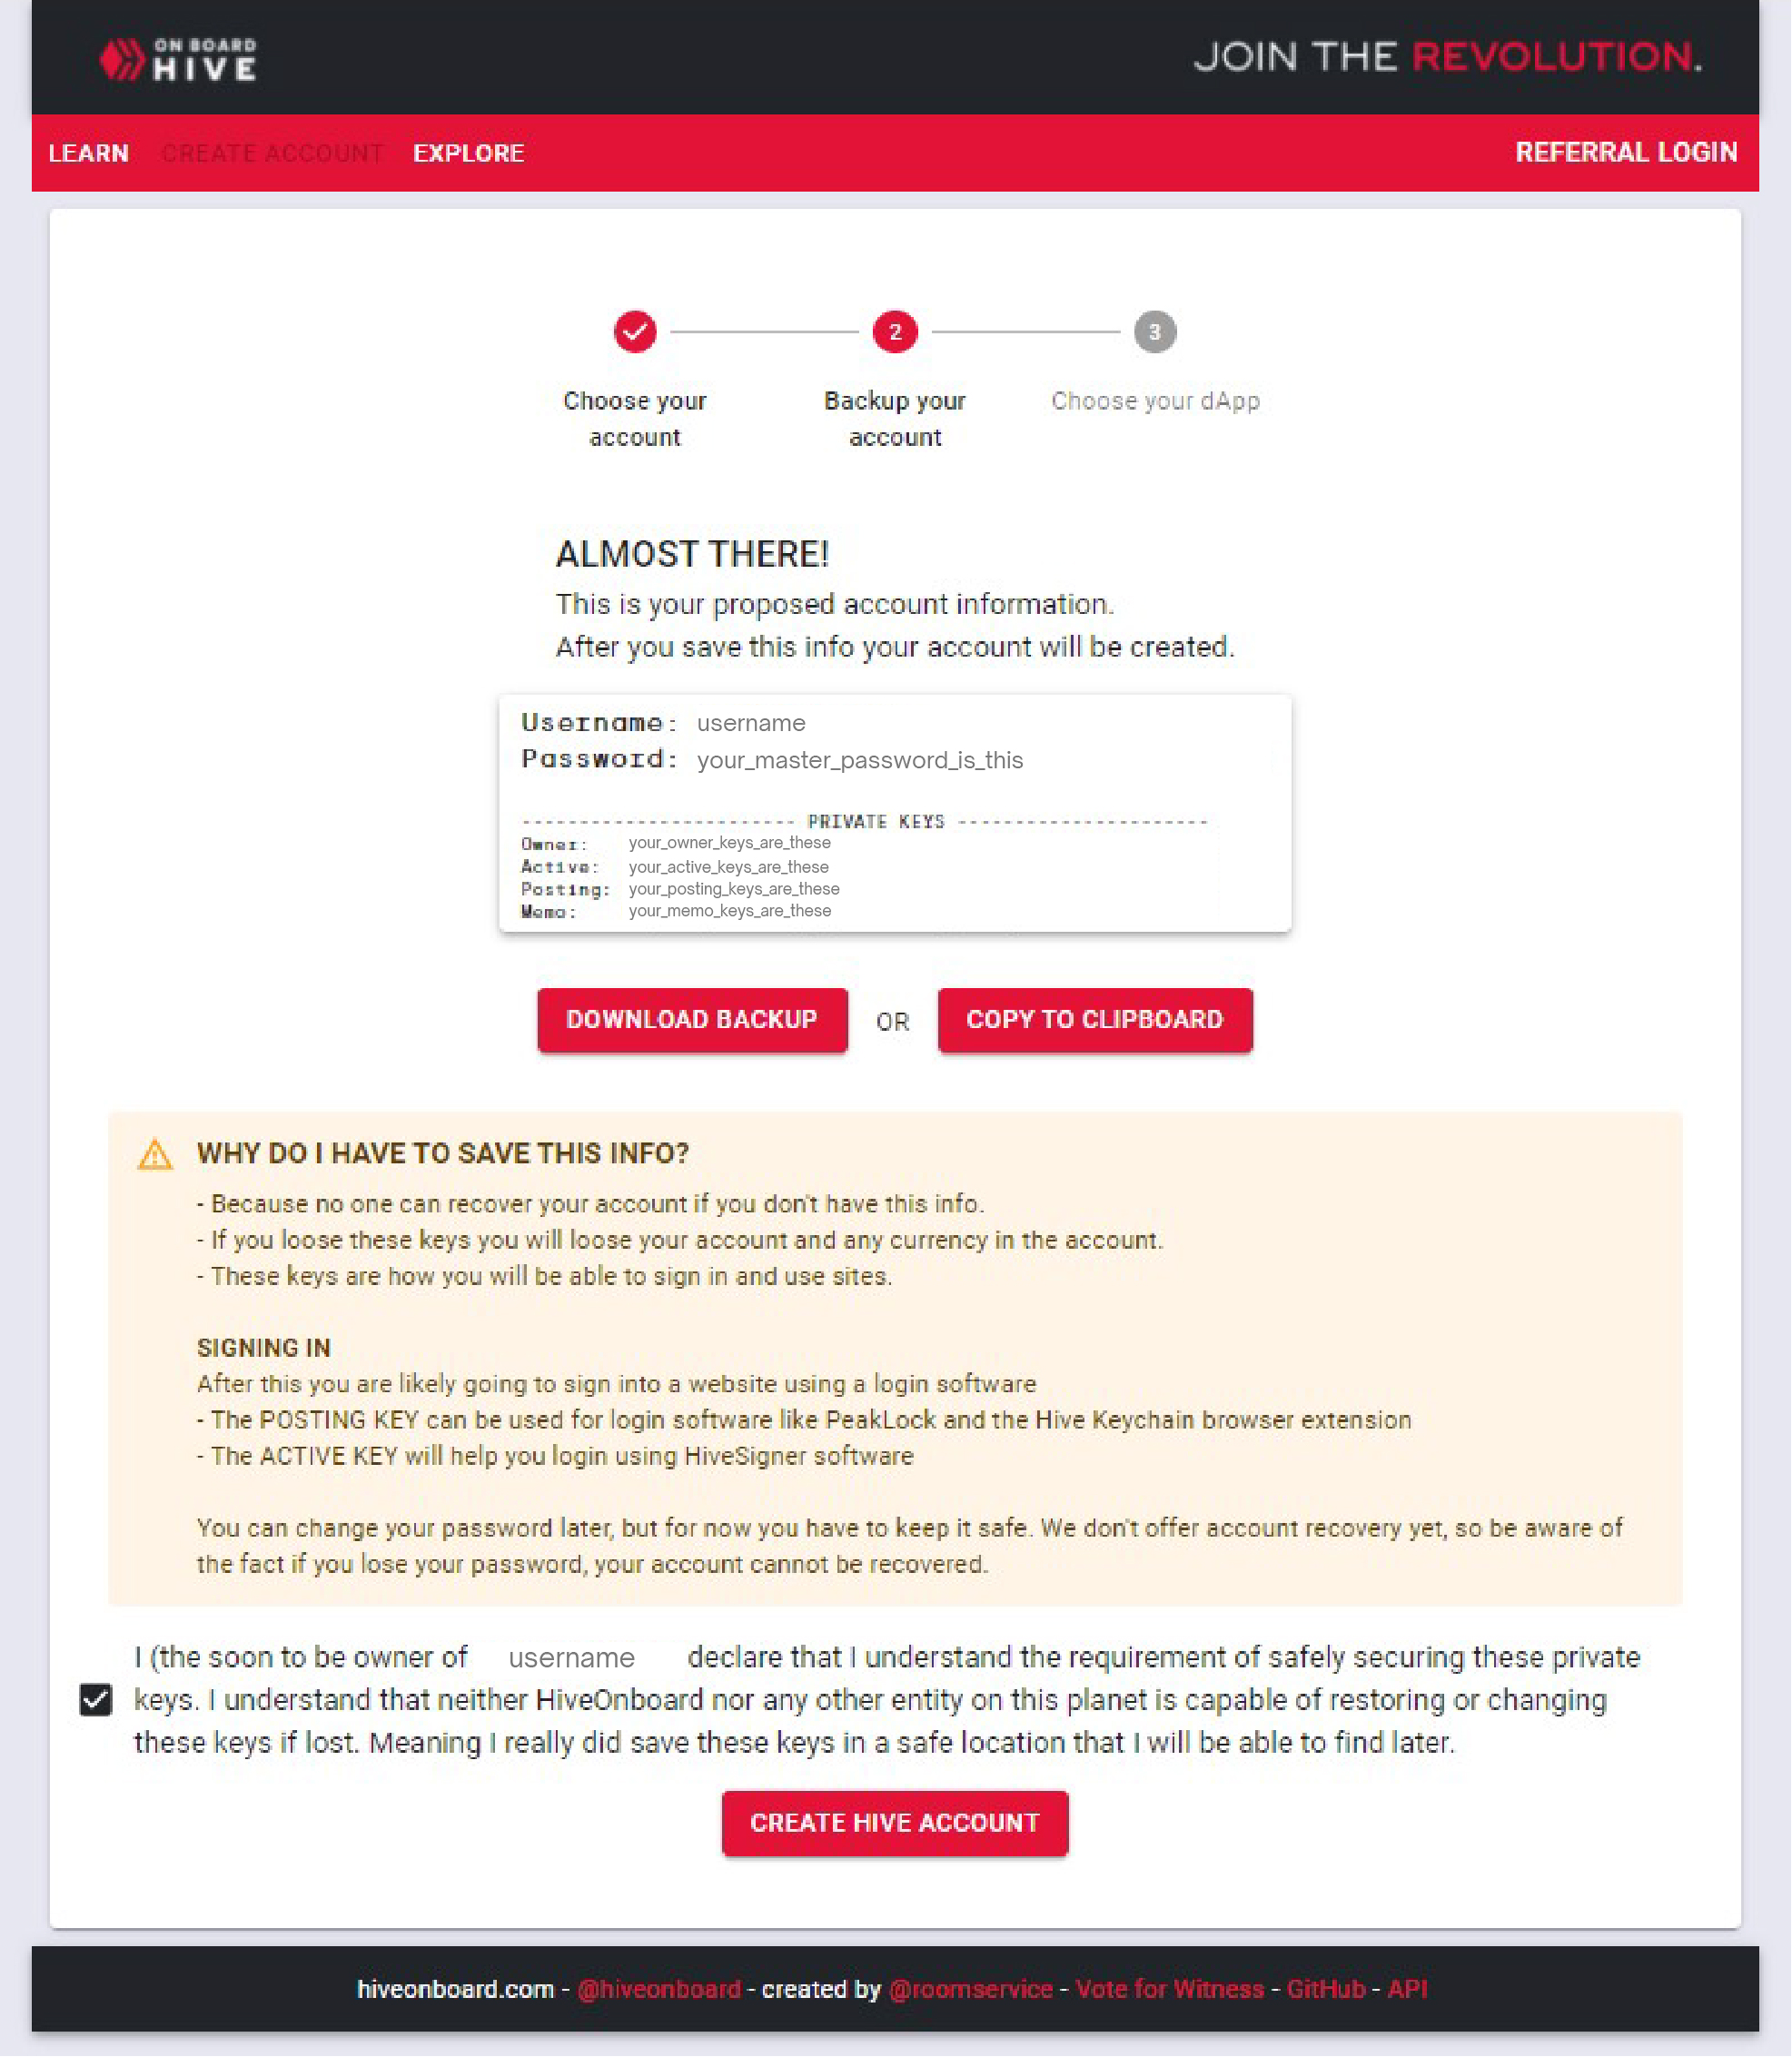 ON BOARD
HIVE
JOIN THE REVOLUTION.
LEARN CREATE ACCOUNT EXPLORE REFERRAL LOGIN
2 3
Choose your account
Backup your account
Choose your dApp
ALMOST THERE!
This is your proposed account information.
After you save this info your account will be created.
Username: username
Password: your_master_password_is_this
------------------------ PRIVATE KEYS ----------------------
Owner: your_owner_keys_are_these
Active: your_active_keys_are_these
Posting: your_posting_keys_are_these
Memo: your_memo_keys_are_these
DOWNLOAD BACKUP OR COPY TO CLIPBOARD
WHY DO I HAVE TO SAVE THIS INFO?
- Because no one can recover your account if you don't have this info.
- If you loose these keys you will loose your account and any currency in the account.
- These keys are how you will be able to sign in and use sites.
SIGNING IN
After this you are likely going to sign into a website using a login software
- The POSTING KEY can be used for login software like PeakLock and the Hive Keychain browser extension
- The ACTIVE KEY will help you login using HiveSigner software
You can change your password later, but for now you have to keep it safe. We don't offer account recovery yet, so be aware of
the fact if you lose your password, your account cannot be recovered.
I (the soon to be owner of username declare that I understand the requirement of safely securing these private
keys. I understand that neither HiveOnboard nor any other entity on this planet is capable of restoring or changing
these keys if lost. Meaning I really did save these keys in a safe location that I will be able to find later.
CREATE HIVE ACCOUNT
hiveonboard.com - @hiveonboard - created by @roomservice - Vote for Witness - GitHub - API